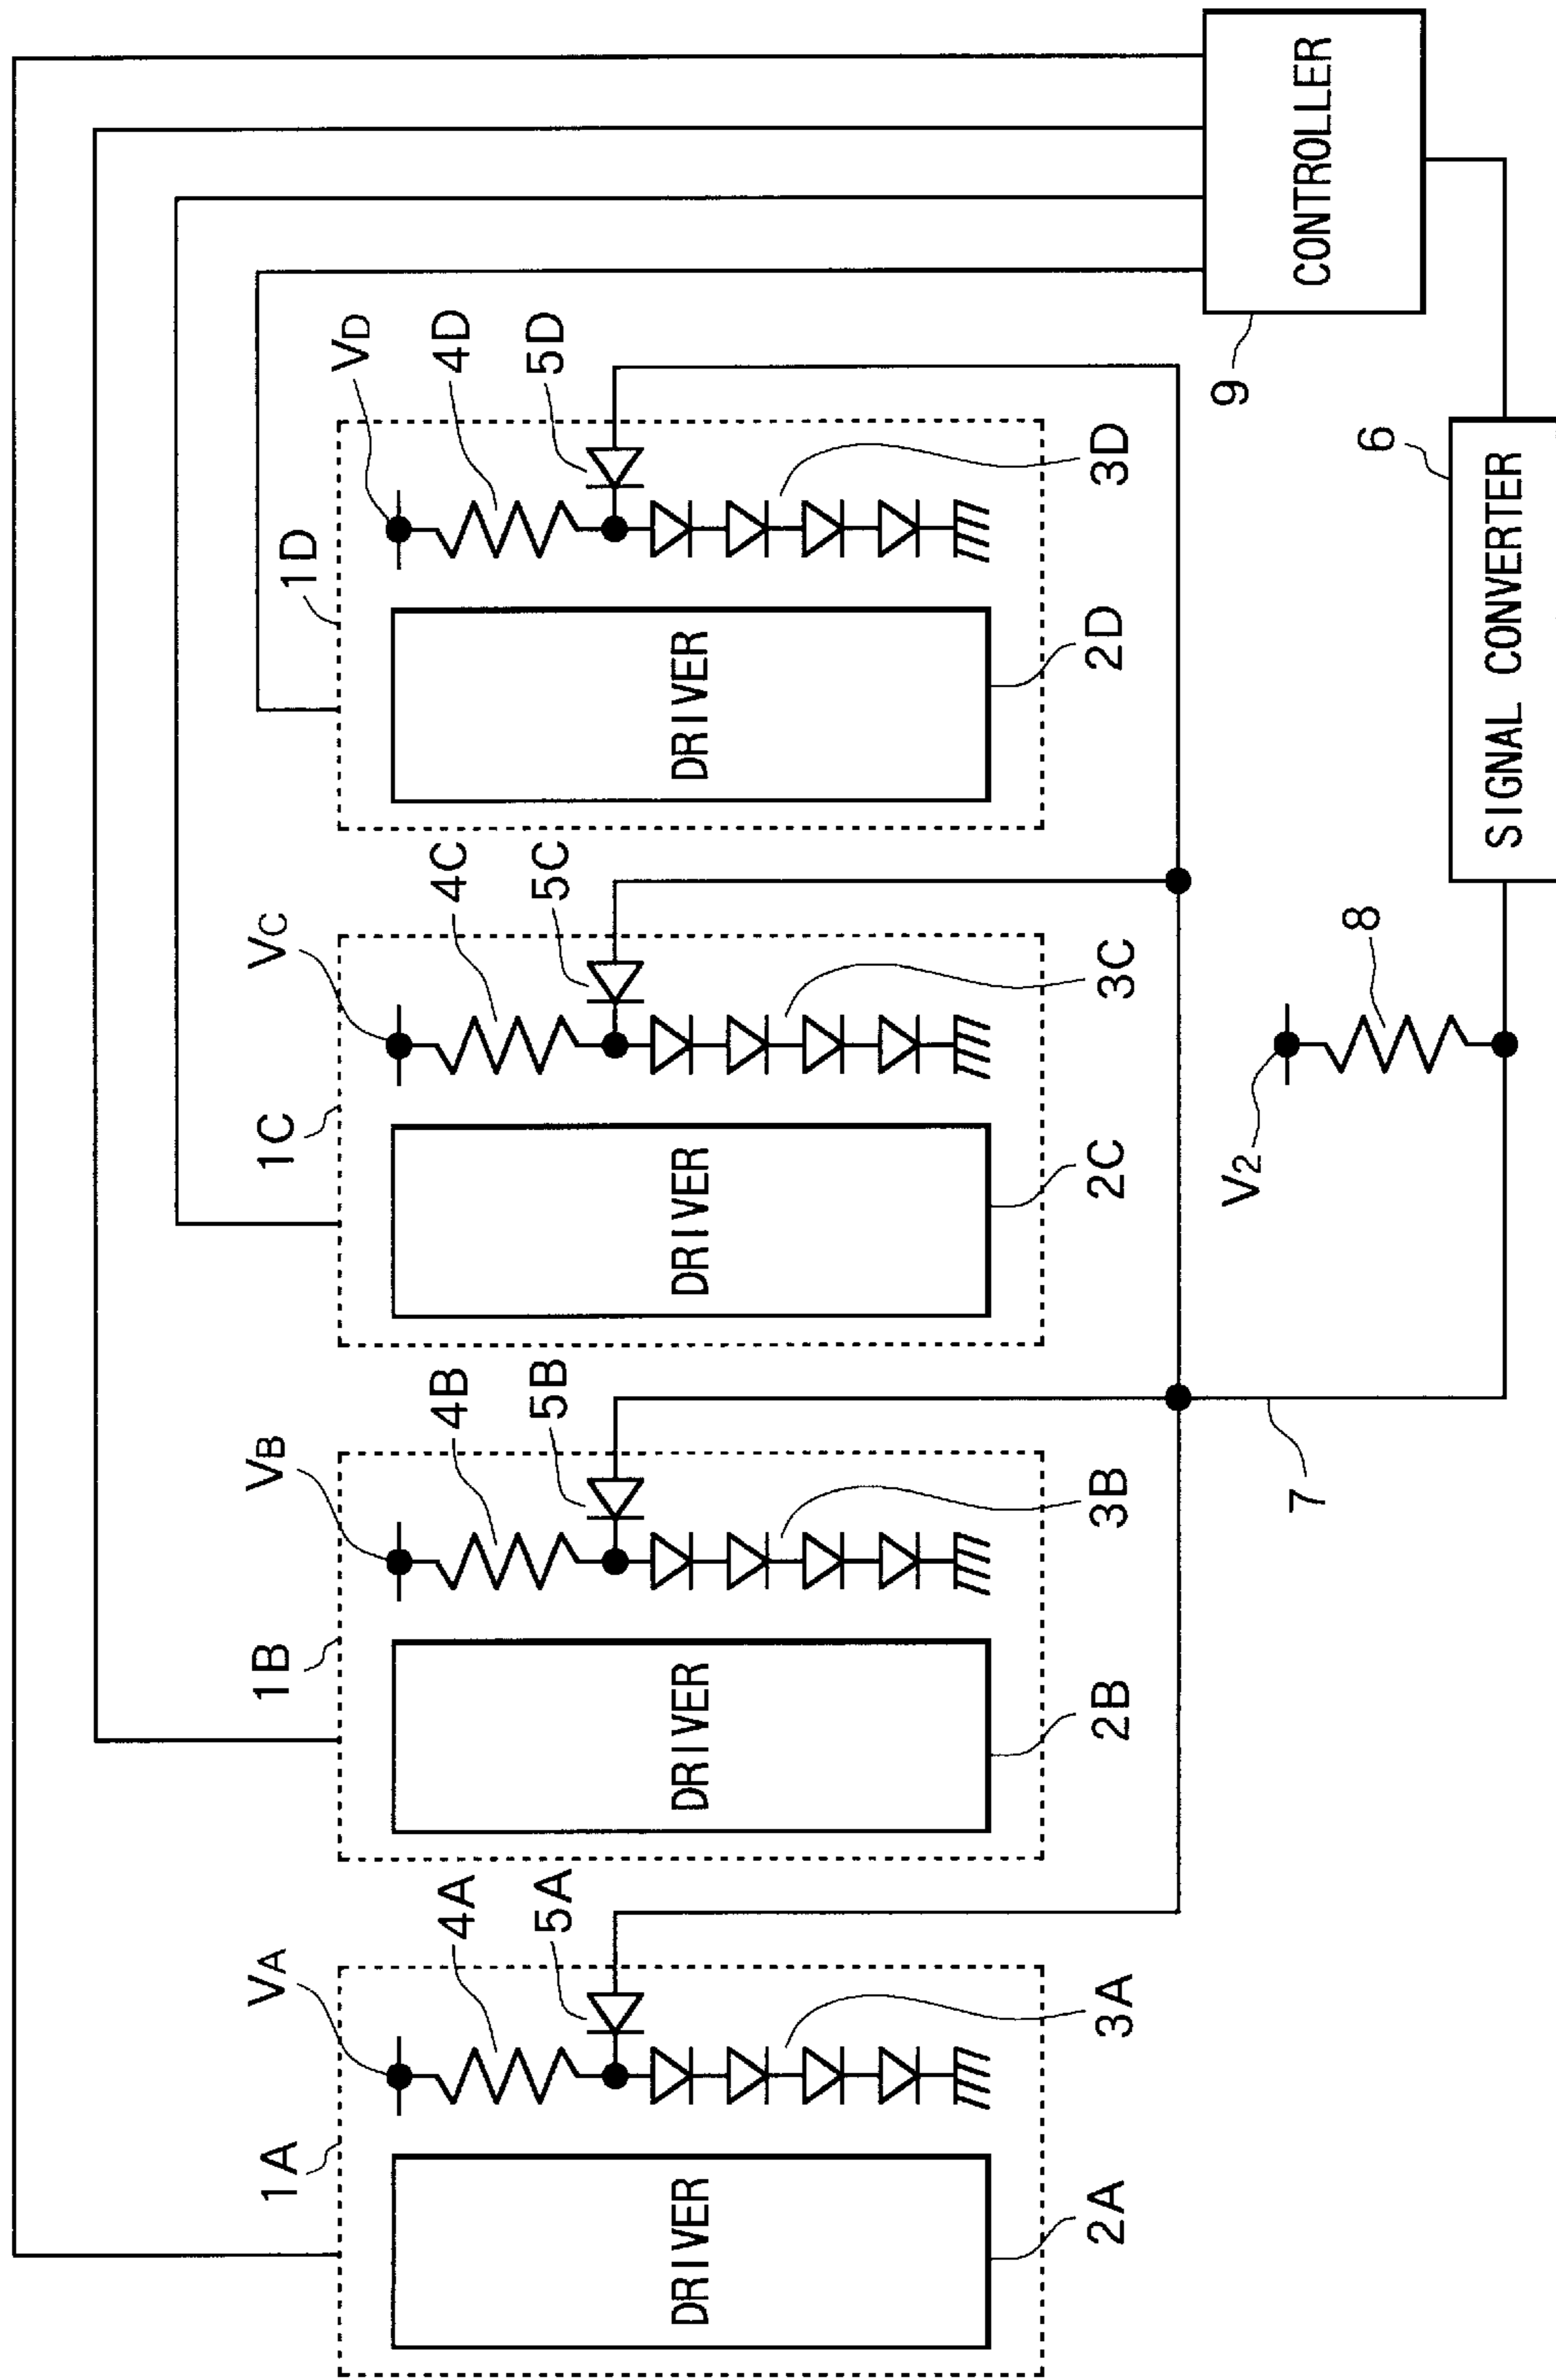 1A
VA
4A
5A
3A
DRIVER
2A
1B
VB
4B
5B
3B
DRIVER
2B
1C
VC
4C
5C
3C
DRIVER
2C
1D
VD
4D
5D
3D
DRIVER
2D
7
V2
8
6
SIGNAL CONVERTER
9
CONTROLLER